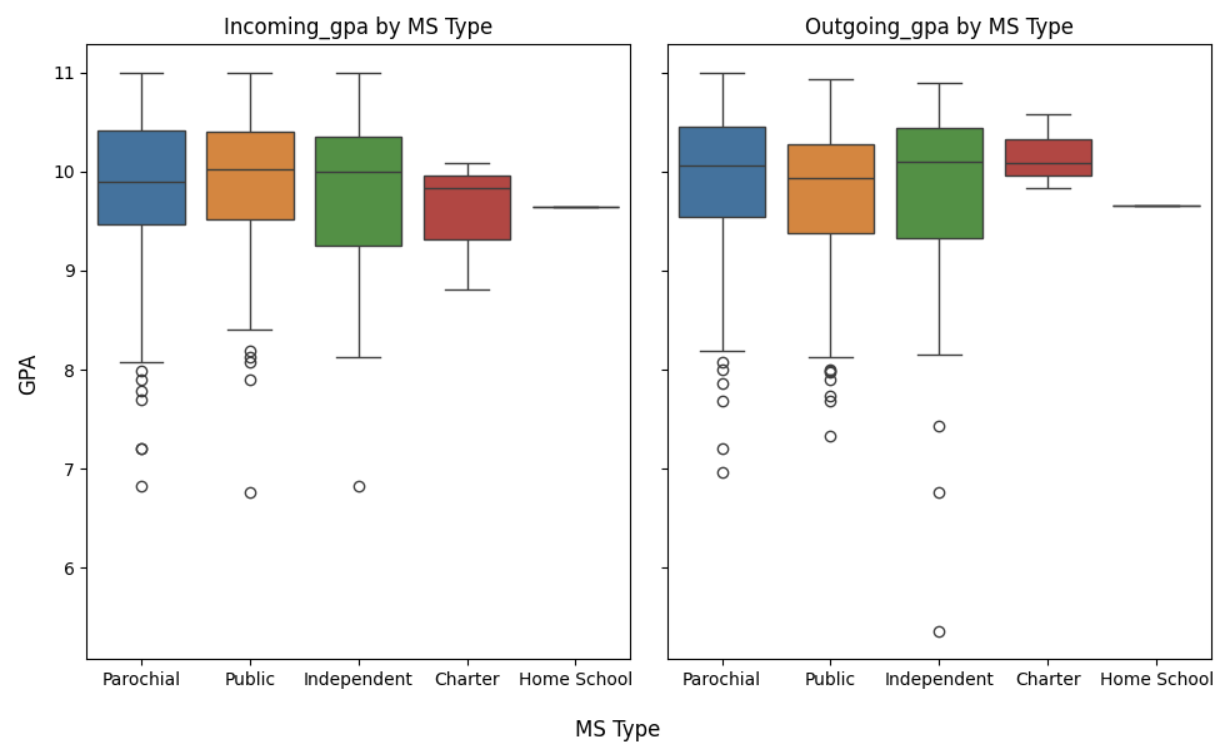 Incoming_gpa by MS Type
Outgoing_gpa by MS Type
11
10
9
8
7
6
GPA
Parochial Public Independent Charter Home School
Parochial Public Independent Charter Home School
MS Type